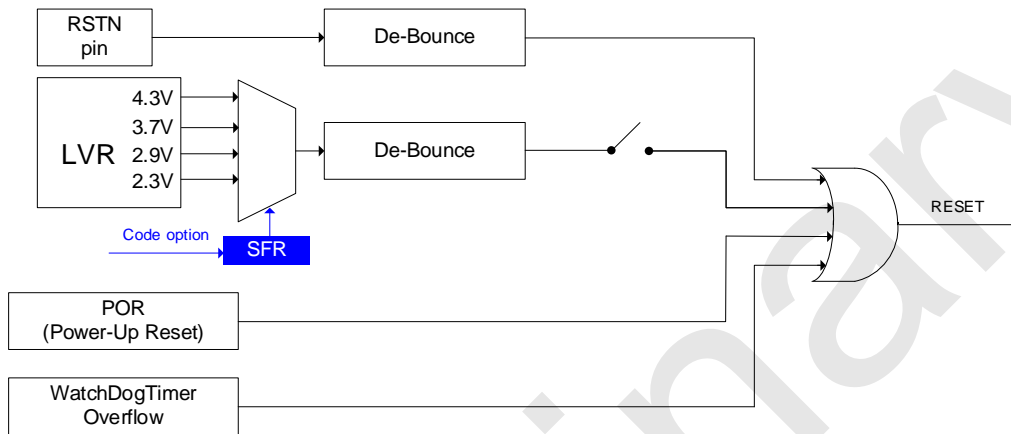 RSTN
pin
De-Bounce
4.3V
3.7V
2.9V
2.3V
LVR
De-Bounce
Code option
SFR
RESET
POR
(Power-Up Reset)
WatchDogTimer
Overflow
inary